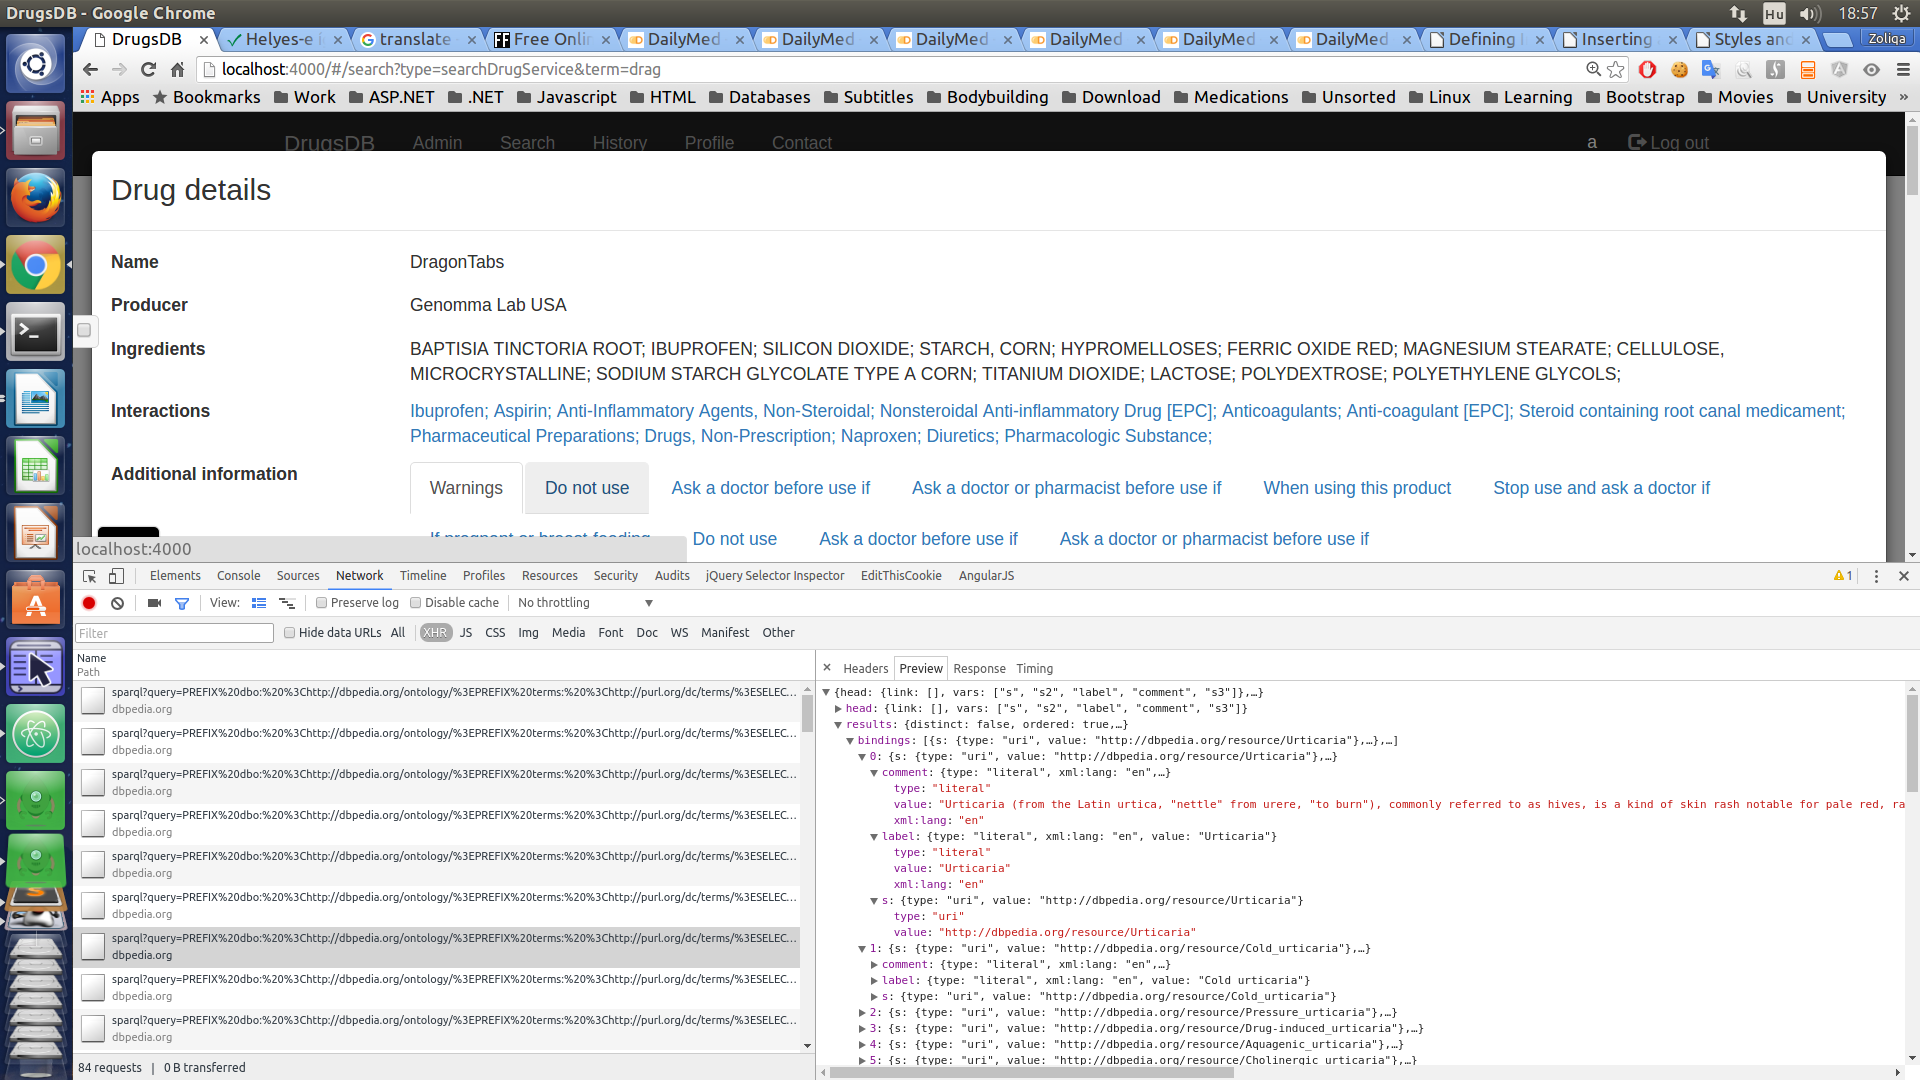 DrugsDB - Google Chrome
Hu
18:57
DrugsDB
Helyes-e
translate
Free Onli
DailyMed
DailyMed
DailyMed
DailyMed
DailyMed
DailyMed
Defining
Inserting
Styles and
Zoliqa
localhost:4000/#/search?type=searchDrugService&term=drag
Apps
Bookmarks
Work
ASP.NET
.NET
Javascript
HTML
Databases
Subtitles
Bodybuilding
Download
Medications
Unsorted
Linux
Learning
Bootstrap
Movies
University
»
DrugsDB
Admin
Search
History
Profile
Contact
a
Log out
Drug details
Name
DragonTabs
Producer
Genomma Lab USA
Ingredients
BAPTISIA TINCTORIA ROOT; IBUPROFEN; SILICON DIOXIDE; STARCH, CORN; HYPROMELLOSES; FERRIC OXIDE RED; MAGNESIUM STEARATE; CELLULOSE,
MICROCRYSTALLINE; SODIUM STARCH GLYCOLATE TYPE A CORN; TITANIUM DIOXIDE; LACTOSE; POLYDEXTROSE; POLYETHYLENE GLYCOLS;
Interactions
Ibuprofen; Aspirin; Anti-Inflammatory Agents, Non-Steroidal; Nonsteroidal Anti-inflammatory Drug [EPC]; Anticoagulants; Anti-coagulant [EPC]; Steroid containing root canal medicament;
Pharmaceutical Preparations; Drugs, Non-Prescription; Naproxen; Diuretics; Pharmacologic Substance;
Additional information
Warnings
Do not use
Ask a doctor before use if
Ask a doctor or pharmacist before use if
When using this product
Stop use and ask a doctor if
If pregnant or breast-feeding
Do not use
Ask a doctor before use if
Ask a doctor or pharmacist before use if
localhost:4000
Elements
Console
Sources
Network
Timeline
Profiles
Resources
Security
Audits
jQuery Selector Inspector
EditThisCookie
AngularJS
1
View:
Preserve log
Disable cache
No throttling
Filter
Hide data URLs
All
XHR
JS
CSS
Img
Media
Font
Doc
WS
Manifest
Other
Name
Path
sparql?query=PREFIX%20dbo:%20%3Chttp://dbpedia.org/ontology/%3EPREFIX%20terms:%20%3Chttp://purl.org/dc/terms/%3ESELEC...
dbpedia.org
sparql?query=PREFIX%20dbo:%20%3Chttp://dbpedia.org/ontology/%3EPREFIX%20terms:%20%3Chttp://purl.org/dc/terms/%3ESELEC...
dbpedia.org
sparql?query=PREFIX%20dbo:%20%3Chttp://dbpedia.org/ontology/%3EPREFIX%20terms:%20%3Chttp://purl.org/dc/terms/%3ESELEC...
dbpedia.org
sparql?query=PREFIX%20dbo:%20%3Chttp://dbpedia.org/ontology/%3EPREFIX%20terms:%20%3Chttp://purl.org/dc/terms/%3ESELEC...
dbpedia.org
sparql?query=PREFIX%20dbo:%20%3Chttp://dbpedia.org/ontology/%3EPREFIX%20terms:%20%3Chttp://purl.org/dc/terms/%3ESELEC...
dbpedia.org
sparql?query=PREFIX%20dbo:%20%3Chttp://dbpedia.org/ontology/%3EPREFIX%20terms:%20%3Chttp://purl.org/dc/terms/%3ESELEC...
dbpedia.org
sparql?query=PREFIX%20dbo:%20%3Chttp://dbpedia.org/ontology/%3EPREFIX%20terms:%20%3Chttp://purl.org/dc/terms/%3ESELEC...
dbpedia.org
sparql?query=PREFIX%20dbo:%20%3Chttp://dbpedia.org/ontology/%3EPREFIX%20terms:%20%3Chttp://purl.org/dc/terms/%3ESELEC...
dbpedia.org
sparql?query=PREFIX%20dbo:%20%3Chttp://dbpedia.org/ontology/%3EPREFIX%20terms:%20%3Chttp://purl.org/dc/terms/%3ESELEC...
dbpedia.org
84 requests | 0 B transferred
Headers
Preview
Response
Timing
{head: {link: [], vars: ["s", "s2", "label", "comment", "s3"]},…}
head: {link: [], vars: ["s", "s2", "label", "comment", "s3"]}
results: {distinct: false, ordered: true,…}
bindings: [{s: {type: "uri", value: "http://dbpedia.org/resource/Urticaria"},…},…]
0: {s: {type: "uri", value: "http://dbpedia.org/resource/Urticaria"},…}
comment: {type: "literal", xml:lang: "en",…}
type: "literal"
value: "Urticaria (from the Latin urtica, "nettle" from urere, "to burn"), commonly referred to as hives, is a kind of skin rash notable for pale red, ra
xml:lang: "en"
label: {type: "literal", xml:lang: "en", value: "Urticaria"}
type: "literal"
value: "Urticaria"
xml:lang: "en"
s: {type: "uri", value: "http://dbpedia.org/resource/Urticaria"}
type: "uri"
value: "http://dbpedia.org/resource/Urticaria"
1: {s: {type: "uri", value: "http://dbpedia.org/resource/Cold_urticaria"},…}
comment: {type: "literal", xml:lang: "en",…}
label: {type: "literal", xml:lang: "en", value: "Cold urticaria"}
s: {type: "uri", value: "http://dbpedia.org/resource/Cold_urticaria"}
2: {s: {type: "uri", value: "http://dbpedia.org/resource/Pressure_urticaria"},…}
3: {s: {type: "uri", value: "http://dbpedia.org/resource/Drug-induced_urticaria"},…}
4: {s: {type: "uri", value: "http://dbpedia.org/resource/Aquagenic_urticaria"},…}
5: {s: {type: "uri", value: "http://dbpedia.org/resource/Cholinergic_urticaria"},…}